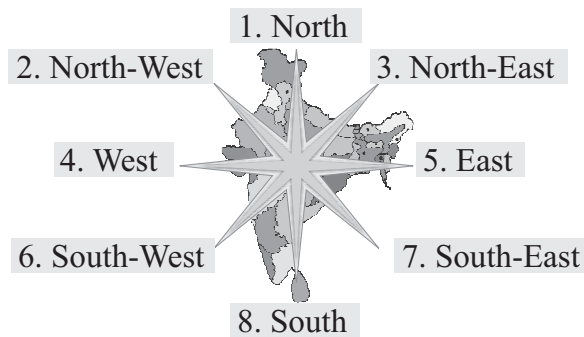 1. North
2. North-West
3. North-East
4. West
5. East
6. South-West
7. South-East
8. South